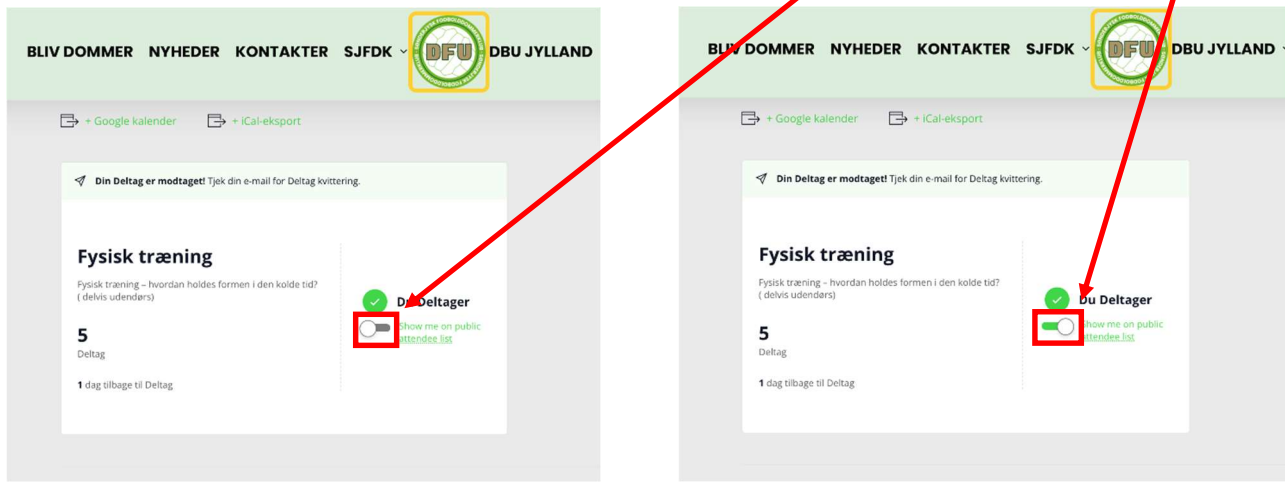 BLIV DOMMER NYHEDER KONTAKTER SJFDK DFU DBU JYLLAND
+ Google kalender + iCal-eksport
Din Deltag er modtaget! Tjek din e-mail for Deltag kvittering.
Fysisk træning
Fysisk træning – hvordan holdes formen i den kolde tid?
( delvis udendørs)
5
Deltag
1 dag tilbage til Deltag
Du Deltager
Show me on public
attendee list
BLIV DOMMER NYHEDER KONTAKTER SJFDK DFU DBU JYLLAND
+ Google kalender + iCal-eksport
Din Deltag er modtaget! Tjek din e-mail for Deltag kvittering.
Fysisk træning
Fysisk træning – hvordan holdes formen i den kolde tid?
( delvis udendørs)
5
Deltag
1 dag tilbage til Deltag
Du Deltager
Show me on public
attendee list